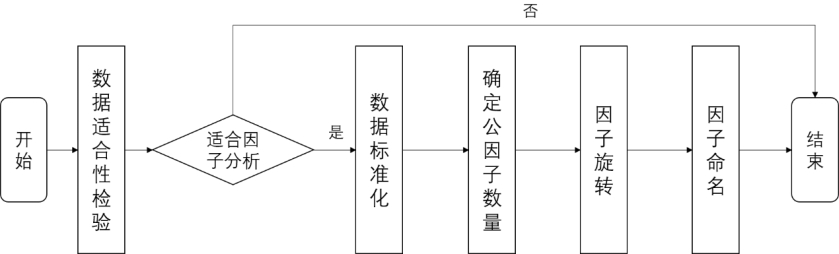 否
开始
数据适合性检验
适合因
子分析
是
数据标准化
确定公因子数量
因子旋转
因子命名
结束